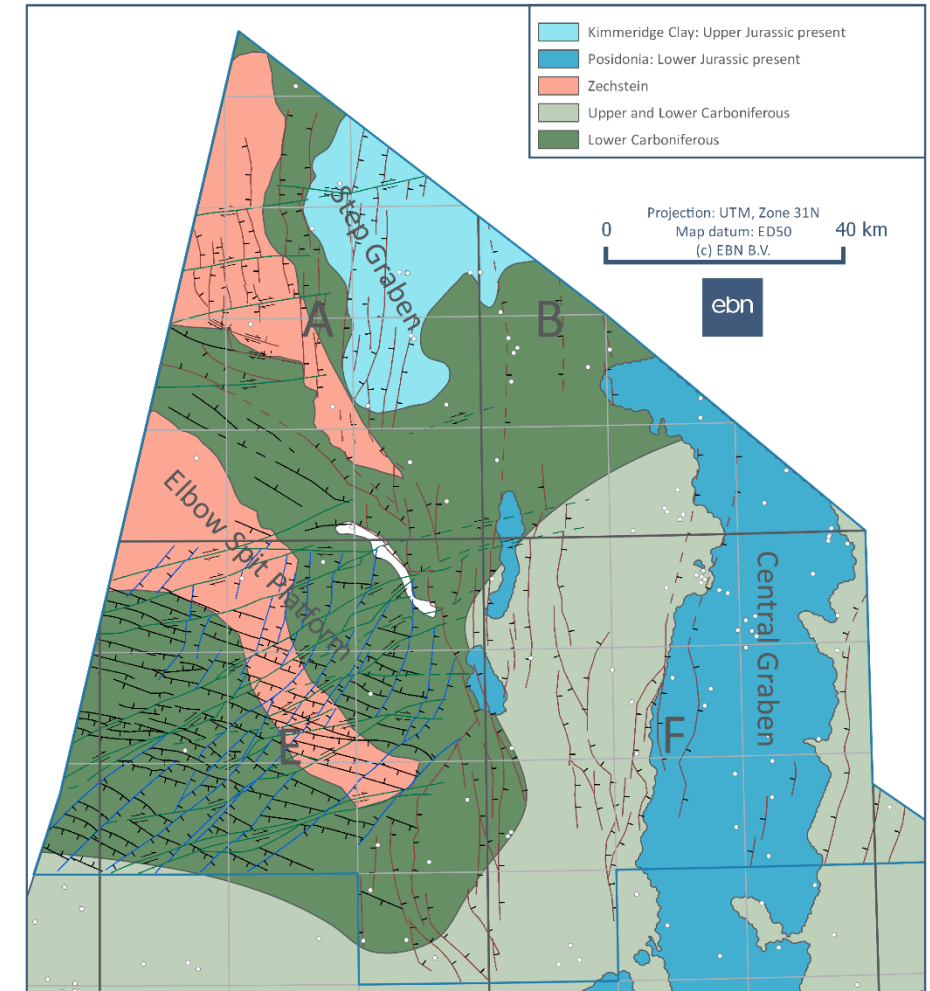 Kimmeridge Clay: Upper Jurassic present
Posidonia: Lower Jurassic present
Zechstein
Upper and Lower Carboniferous
Lower Carboniferous
Projection: UTM, Zone 31N
0
Map datum: ED50
40 km
(c) EBN B.V.
ebn
Step Graben
A
B
Elbow Spit Platform
Central Graben
E
F